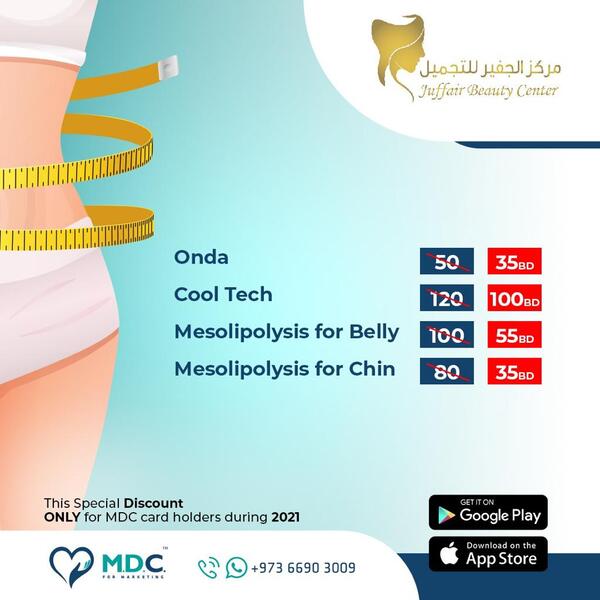 مركز الجفير للتجميل
Juffair Beauty Center
Onda 50 35BD
Cool Tech 120 100BD
Mesolipolysis for Belly 100 55BD
Mesolipolysis for Chin 80 35BD
This Special Discount
ONLY for MDC card holders during 2021
GET IT ON
Google Play
Download on the
App Store
M.D.C.™
FOR MARKETING
+973 6690 3009